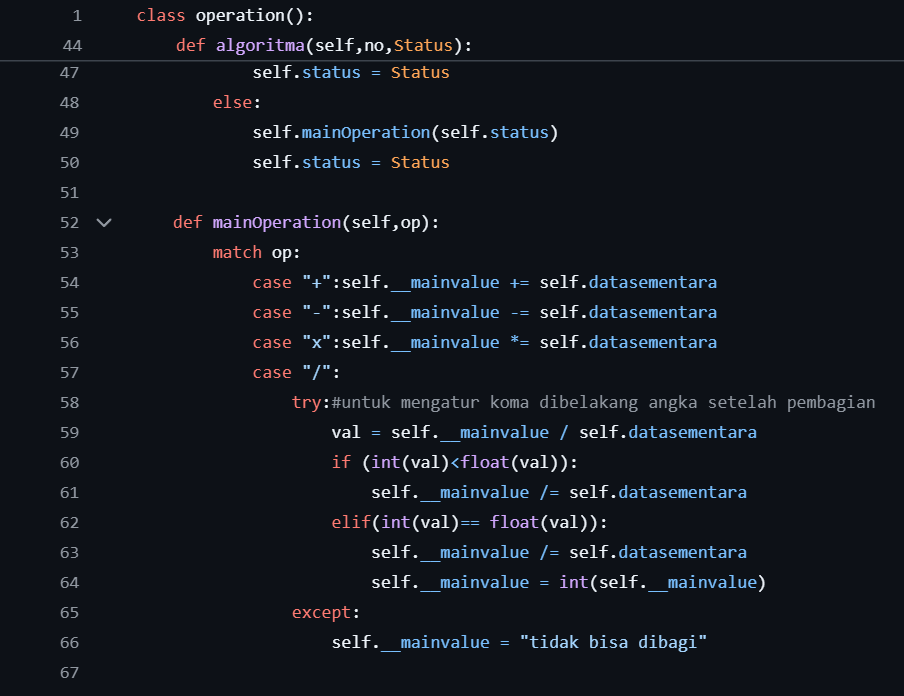 1 class operation():
44 def algoritma(self,no,Status):
47 self.status = Status
48 else:
49 self.mainOperation(self.status)
50 self.status = Status
51
52 def mainOperation(self,op):
53 match op:
54 case "+":self.__mainvalue += self.datasementara
55 case "-":self.__mainvalue -= self.datasementara
56 case "x":self.__mainvalue *= self.datasementara
57 case "/":
58 try:#untuk mengatur koma dibelakang angka setelah pembagian
59 val = self.__mainvalue / self.datasementara
60 if (int(val)<float(val)):
61 self.__mainvalue /= self.datasementara
62 elif(int(val)== float(val)):
63 self.__mainvalue /= self.datasementara
64 self.__mainvalue = int(self.__mainvalue)
65 except:
66 self.__mainvalue = "tidak bisa dibagi"
67